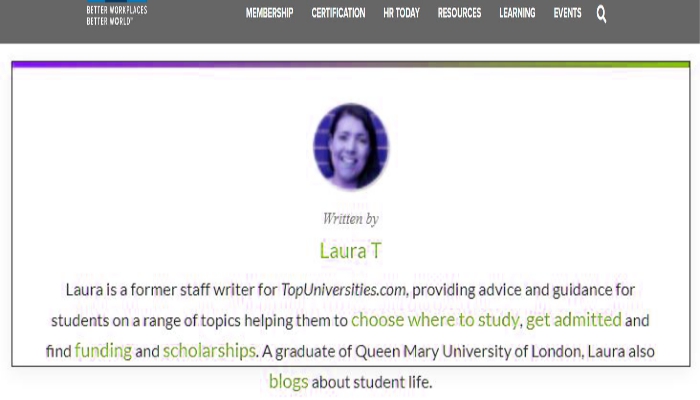 BETTER WORKPLACES
BETTER WORLD
MEMBERSHIP CERTIFICATION HR TODAY RESOURCES LEARNING EVENTS
Written by
Laura T
Laura is a former staff writer for TopUniversities.com, providing advice and guidance for
students on a range of topics helping them to choose where to study, get admitted and
find funding and scholarships. A graduate of Queen Mary University of London, Laura also
blogs about student life.